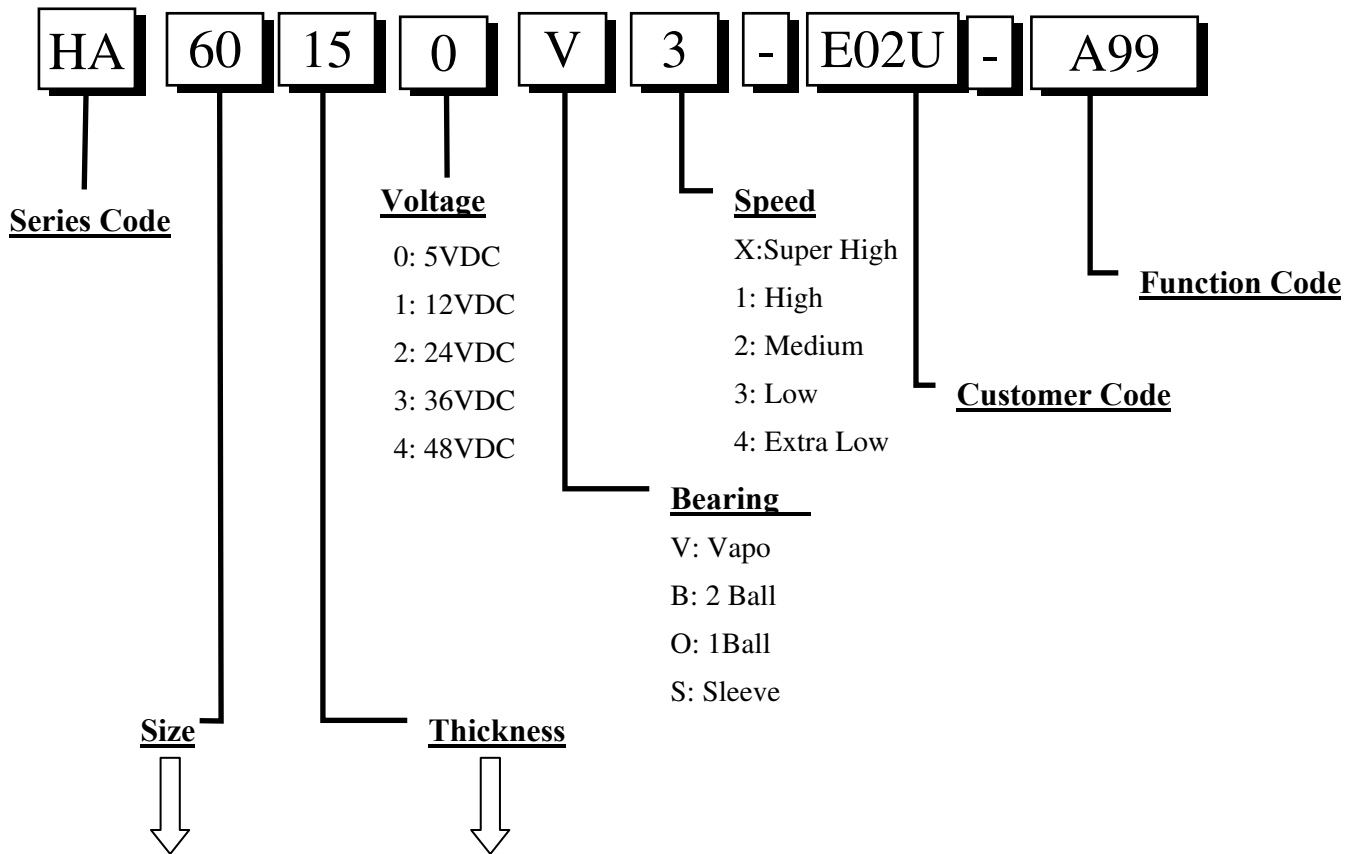 HA 60 15 0 V 3 - E02U - A99
Series Code
Voltage
0: 5VDC
1: 12VDC
2: 24VDC
3: 36VDC
4: 48VDC
Speed
X:Super High
1: High
2: Medium
3: Low
4: Extra Low
Function Code
Customer Code
Bearing
V: Vapo
B: 2 Ball
O: 1Ball
S: Sleeve
Size
Thickness